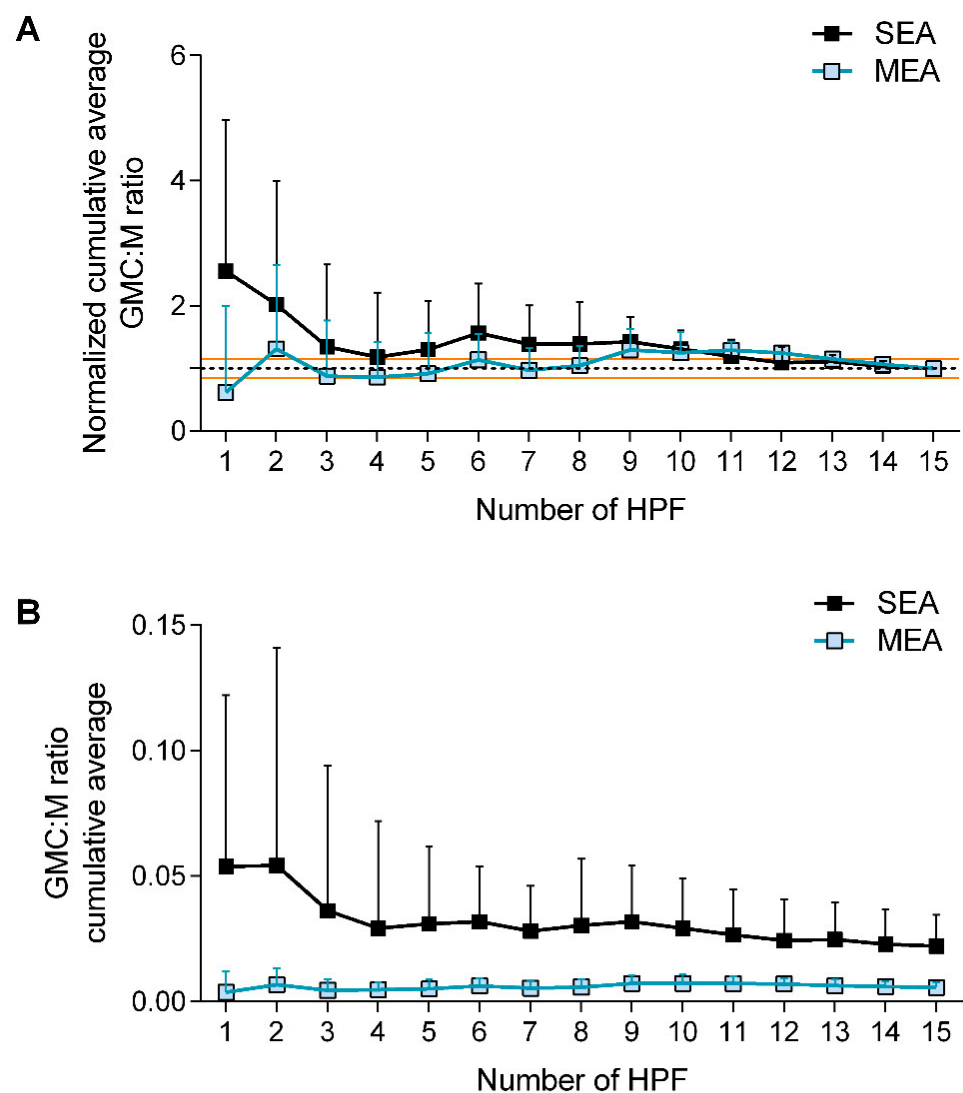 A
Normalized cumulative average
GMC:M ratio
SEA
MEA
6
4
2
0
1 2 3 4 5 6 7 8 9 10 11 12 13 14 15
Number of HPF
B
GMC:M ratio
cumulative average
SEA
MEA
0.15
0.10
0.05
0.00
1 2 3 4 5 6 7 8 9 10 11 12 13 14 15
Number of HPF